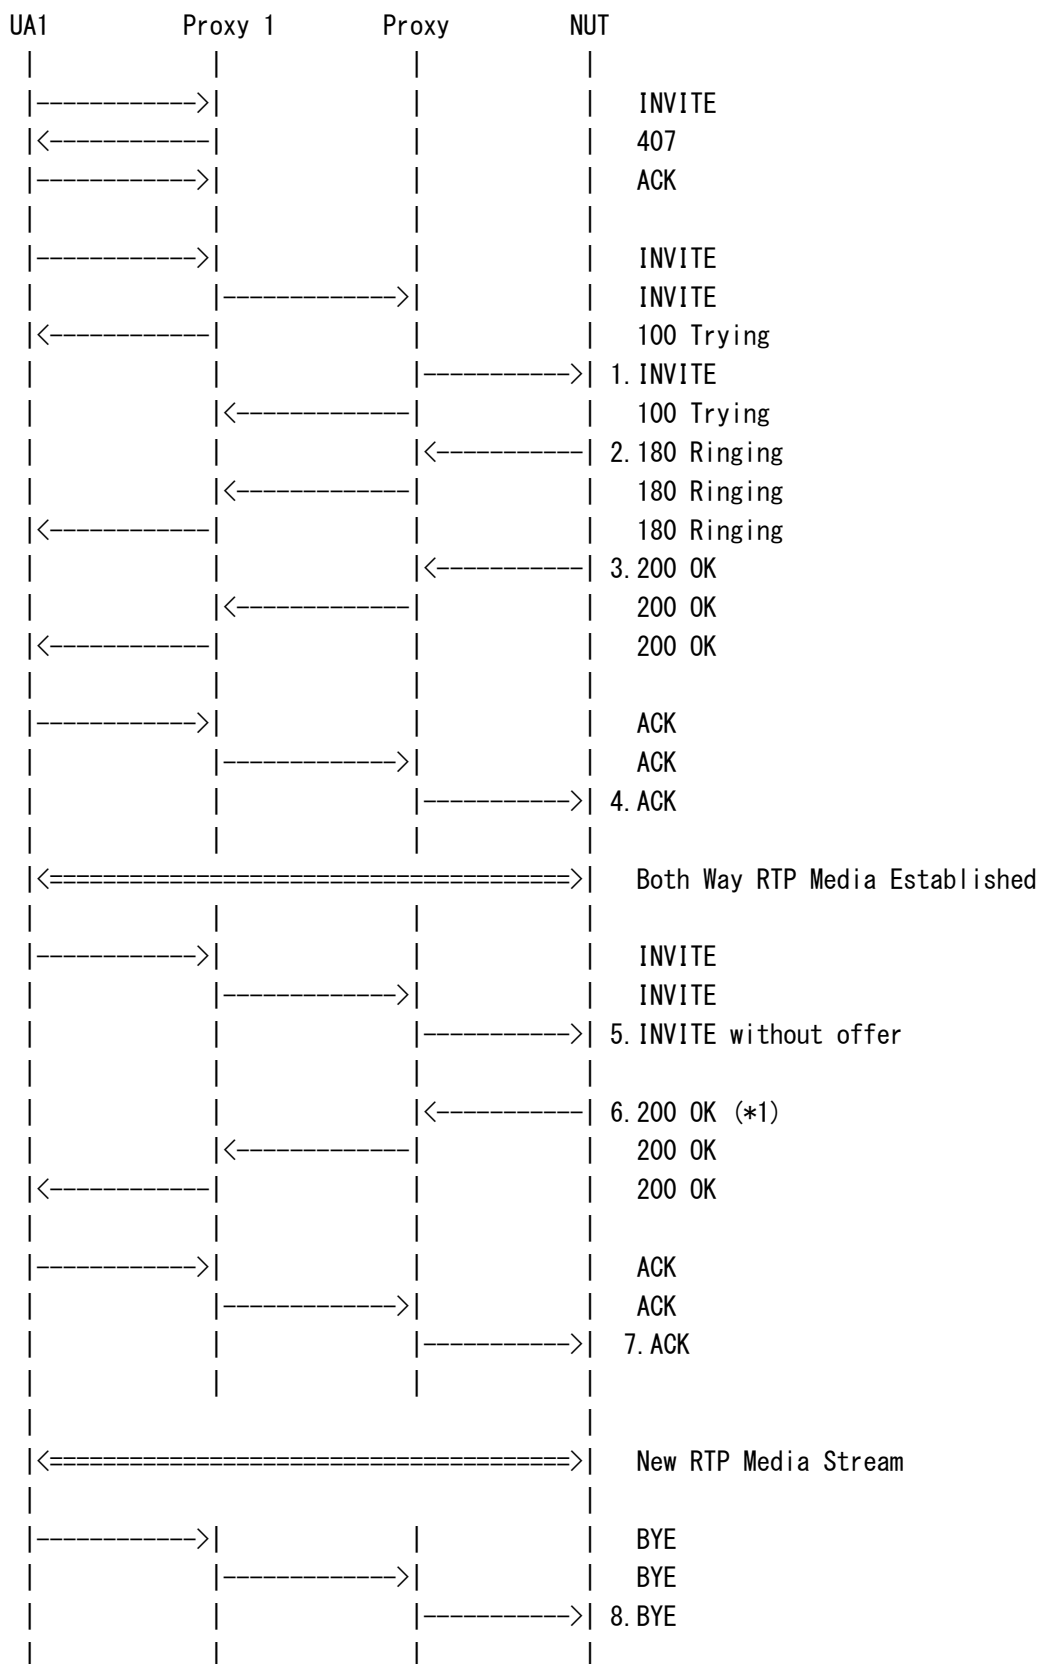 UA1 Proxy 1 Proxy NUT
| | | |
|------------>| | | INVITE
|<------------| | | 407
|------------>| | | ACK
| | | |
|------------>| | | INVITE
| |------------->| | INVITE
|<------------| | | 100 Trying
| | |----------->| 1.INVITE
| |<-------------| | 100 Trying
| | |<-----------| 2.180 Ringing
| |<-------------| | 180 Ringing
|<------------| | | 180 Ringing
| | |<-----------| 3.200 OK
| |<-------------| | 200 OK
|<------------| | | 200 OK
| | | |
|------------>| | | ACK
| |------------->| | ACK
| | |----------->| 4.ACK
| | | |
|<=======================================>| Both Way RTP Media Established
| | | |
|------------>| | | INVITE
| |------------->| | INVITE
| | |----------->| 5.INVITE without offer
| | | |
| | |<-----------| 6.200 OK (*1)
| |<-------------| | 200 OK
|<------------| | | 200 OK
| | | |
|------------>| | | ACK
| |------------->| | ACK
| | |----------->| 7.ACK
| | | |
| |
|<=======================================>| New RTP Media Stream
| |
|------------>| | | BYE
| |------------->| | BYE
| | |----------->| 8.BYE
| | | |